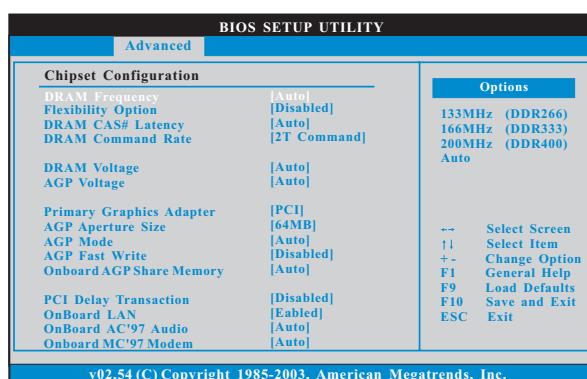 BIOS SETUP UTILITY
Advanced
Chipset Configuration
DRAM Frequency [Auto]
Flexibility Option [Disabled]
DRAM CAS# Latency [Auto]
DRAM Command Rate [2T Command]
DRAM Voltage [Auto]
AGP Voltage [Auto]
Primary Graphics Adapter [PCI]
AGP Aperture Size [64MB]
AGP Mode [Auto]
AGP Fast Write [Disabled]
Onboard AGP Share Memory [Auto]
PCI Delay Transaction [Disabled]
OnBoard LAN [Eabled]
OnBoard AC'97 Audio [Auto]
Onboard MC'97 Modem [Auto]
Options
133MHz (DDR266)
166MHz (DDR333)
200MHz (DDR400)
Auto
←→ Select Screen
↑↓ Select Item
+ - Change Option
F1 General Help
F9 Load Defaults
F10 Save and Exit
ESC Exit
v02.54 (C) Copyright 1985-2003, American Megatrends, Inc.